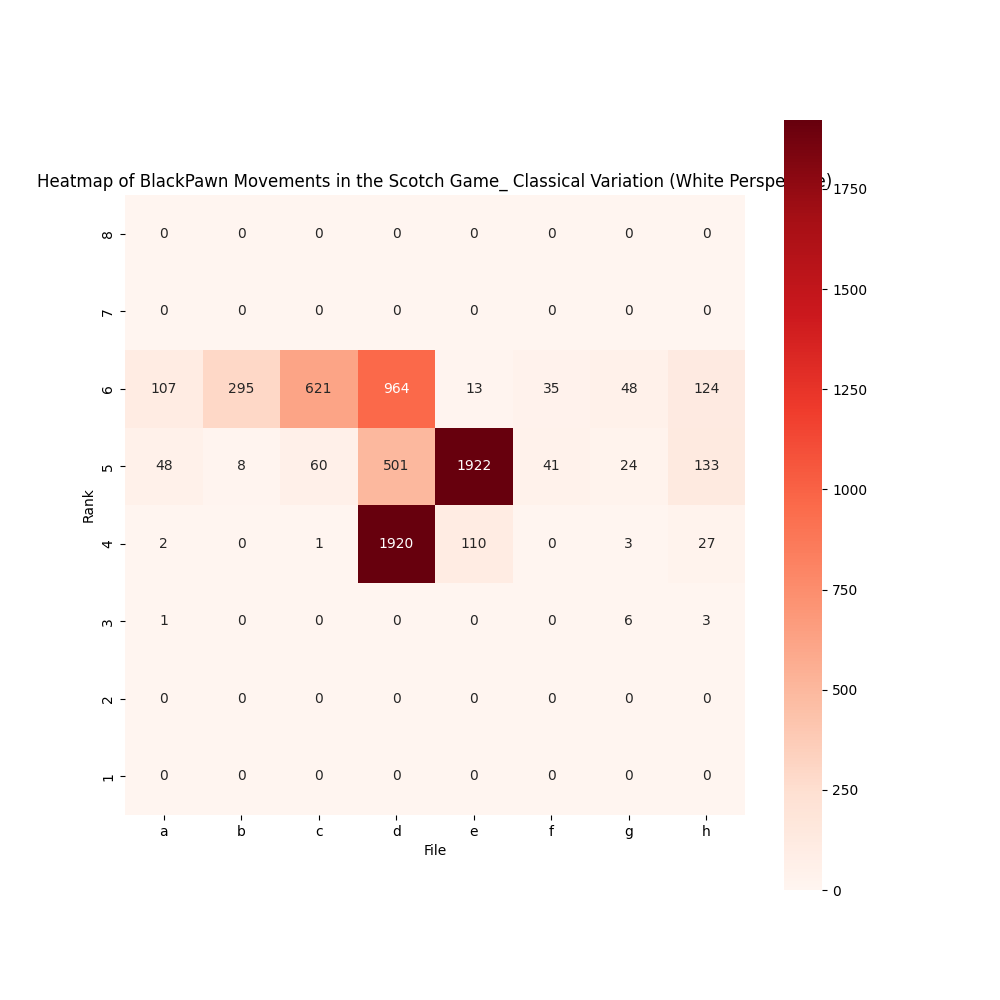 Heatmap of BlackPawn Movements in the Scotch Game_ Classical Variation (White Perspe e)
8 0 0 0 0 0 0 0 0
7 0 0 0 0 0 0 0 0
6 107 295 621 964 13 35 48 124
5 48 8 60 501 1922 41 24 133
4 2 0 1 1920 110 0 3 27
3 1 0 0 0 0 0 6 3
2 0 0 0 0 0 0 0 0
1 0 0 0 0 0 0 0 0
Rank
a b c d e f g h
File
1750
1500
1250
1000
750
500
250
0